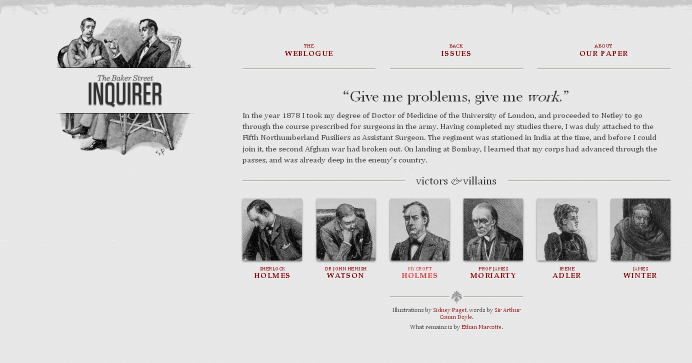 The Baker Street
INQUIRER
THE
WEBLOGUE
BACK
ISSUES
ABOUT
OUR PAPER
“Give me problems, give me work.”
In the year 1878 I took my degree of Doctor of Medicine of the University of London, and proceeded to Netley to go
through the course prescribed for surgeons in the army. Having completed my studies there, I was duly attached to the
Fifth Northumberland Fusiliers as Assistant Surgeon. The regiment was stationed in India at the time, and before I could
join it, the second Afghan war had broken out. On landing at Bombay, I learned that my corps had advanced through the
passes, and was already deep in the enemy’s country.
victors & villains
SHERLOCK
HOLMES
DR JOHN HENISH
WATSON
MYCROFT
HOLMES
PROF JAMES
MORIARTY
IRENE
ADLER
JAMES
WINTER
Illustrations by Sidney Paget, words by Sir Arthur
Conan Doyle.
What remains is by Ethan Marcotte.